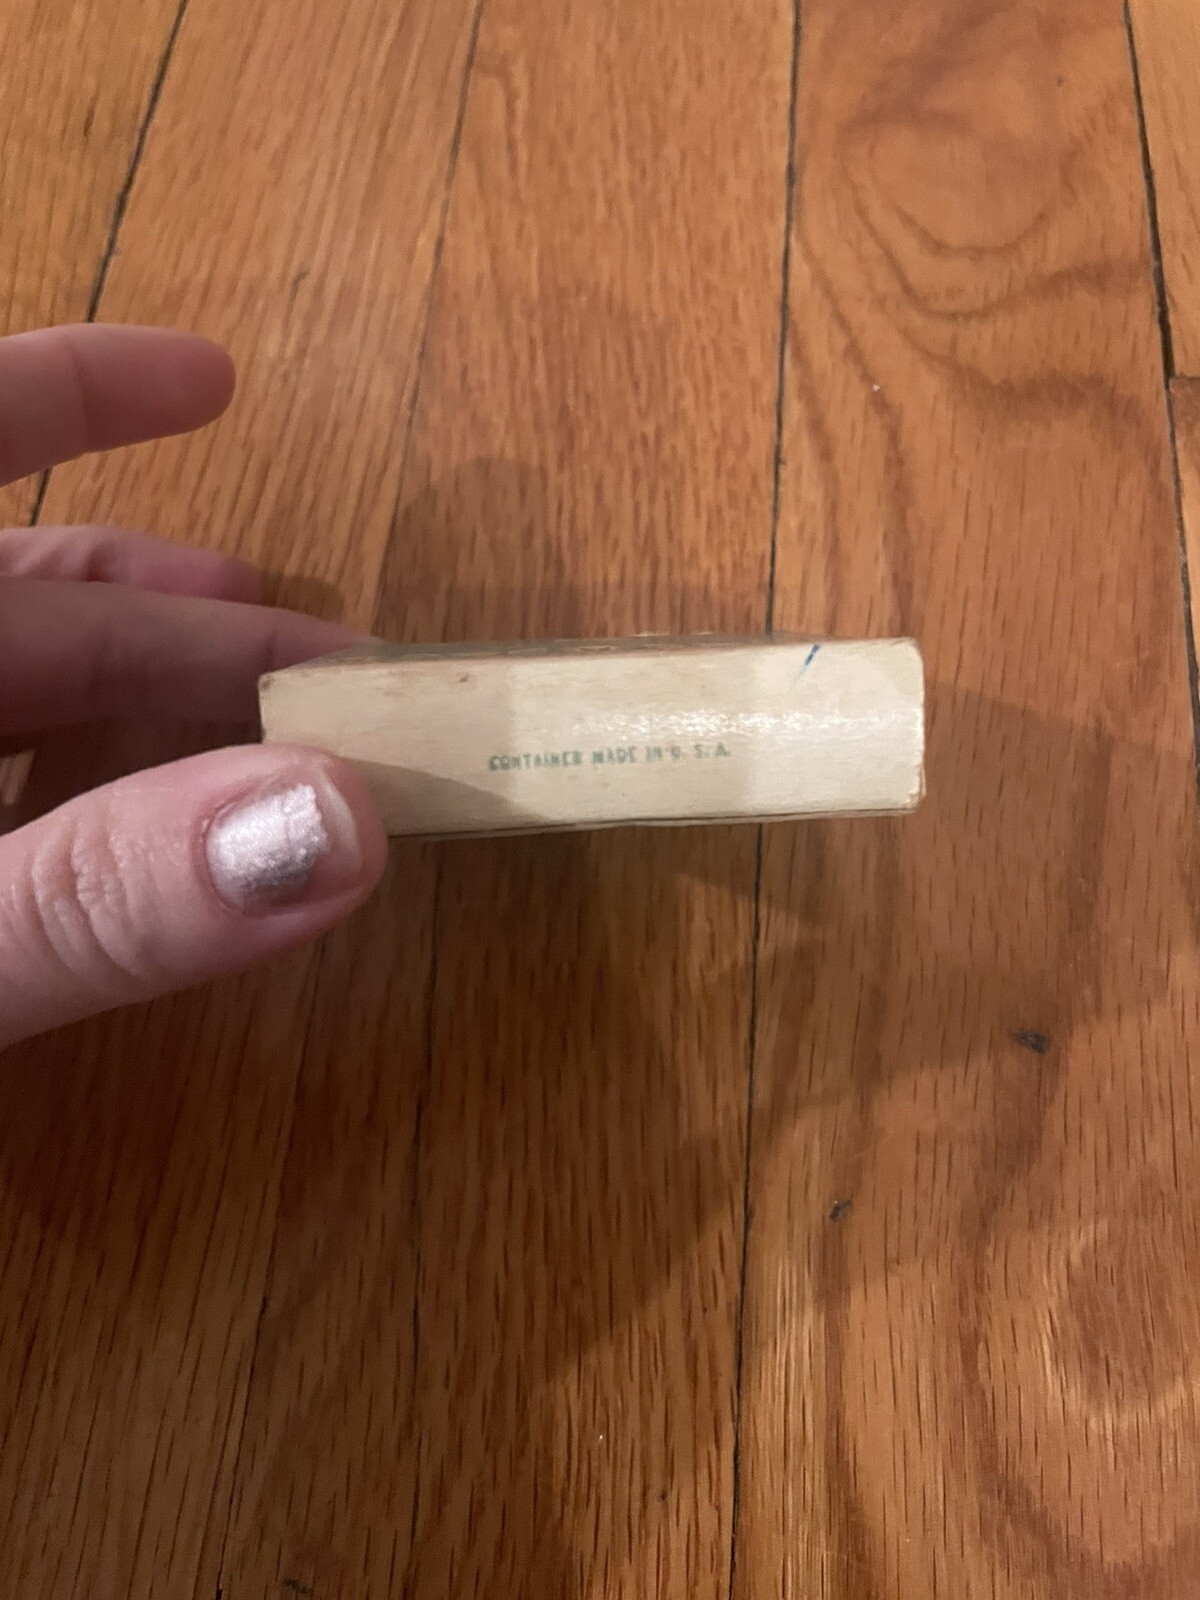 CONTAINER MADE IN U. S. A.